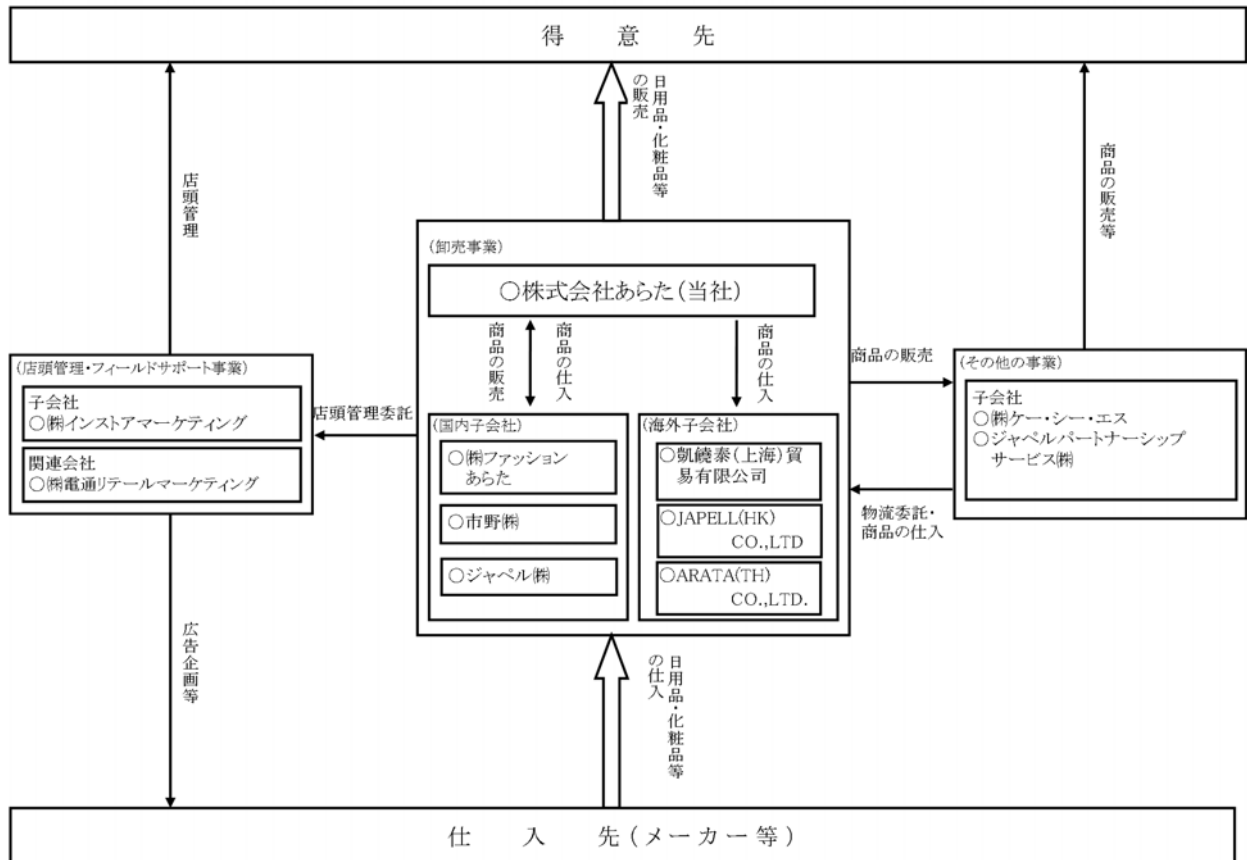 得意先
日用品・化粧品等
の販売
店頭管理
商品の販売等
(卸売事業)
○株式会社あらた(当社)
商品の販売
商品の仕入
商品の仕入
商品の販売
(店頭管理・フィールドサポート事業)
子会社
○㈱インストアマーケティング
関連会社
○㈱電通リテールマーケティング
店頭管理委託
(国内子会社)
○㈱ファッション
あらた
○市野㈱
○ジャペル㈱
(海外子会社)
○凱饒泰(上海)貿
易有限公司
○JAPELL(HK)
CO.,LTD
○ARATA(TH)
CO.,LTD.
(その他の事業)
子会社
○㈱ケー・シー・エス
○ジャペルパートナーシップ
サービス㈱
物流委託・
商品の仕入
広告企画等
日用品・化粧品等
の仕入
仕入先(メーカー等)